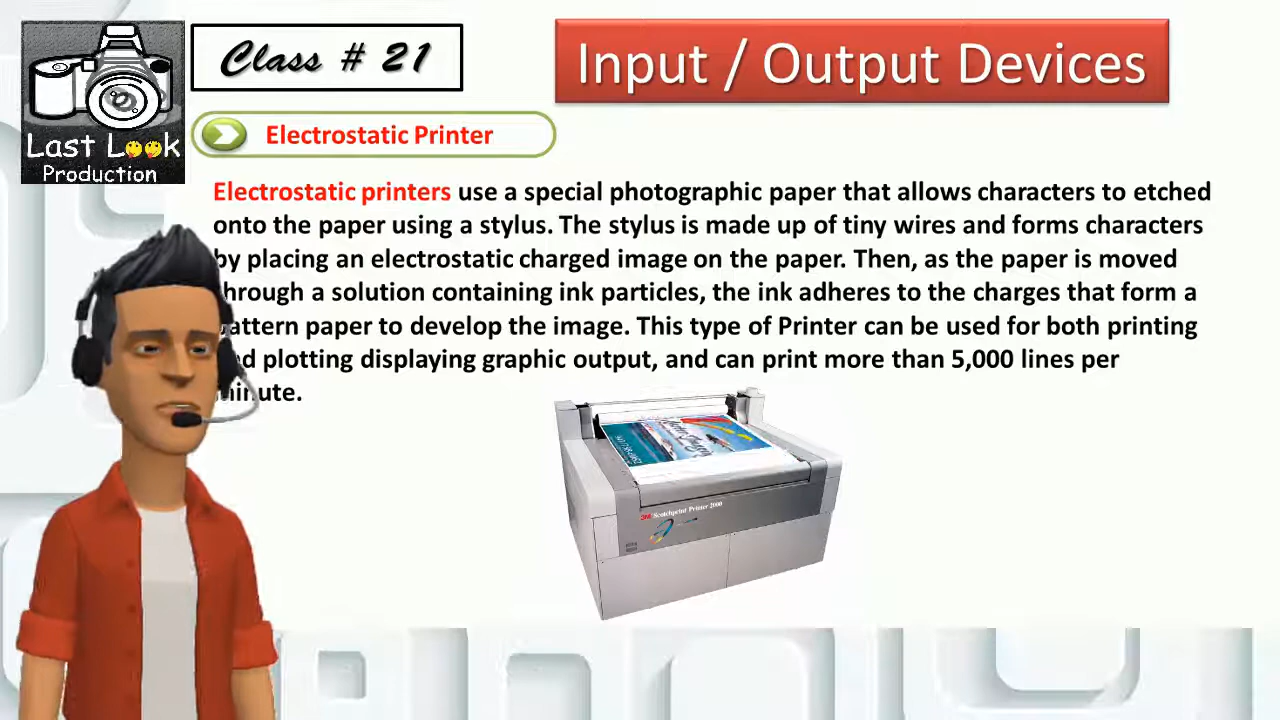 Class # 21
Input / Output Devices
Last Look
Production
Electrostatic Printer
Electrostatic printers use a special photographic paper that allows characters to etched
onto the paper using a stylus. The stylus is made up of tiny wires and forms characters
by placing an electrostatic charged image on the paper. Then, as the paper is moved
through a solution containing ink particles, the ink adheres to the charges that form a
pattern paper to develop the image. This type of Printer can be used for both printing
and plotting displaying graphic output, and can print more than 5,000 lines per
minute.
3M Scotchprint Printer 2000